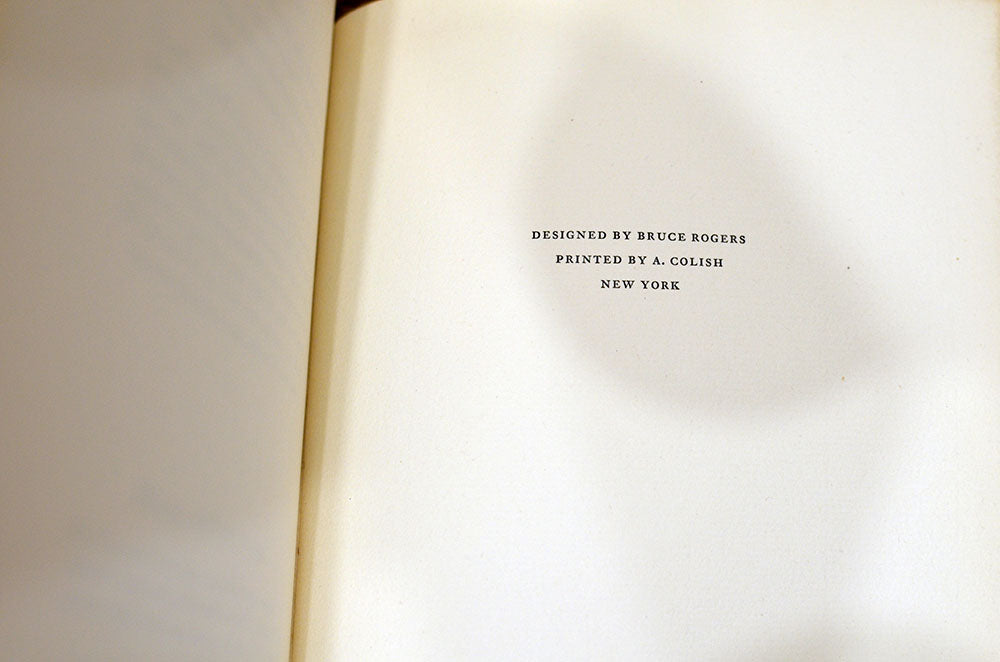 DESIGNED BY BRUCE ROGERS
PRINTED BY A. COLISH
NEW YORK